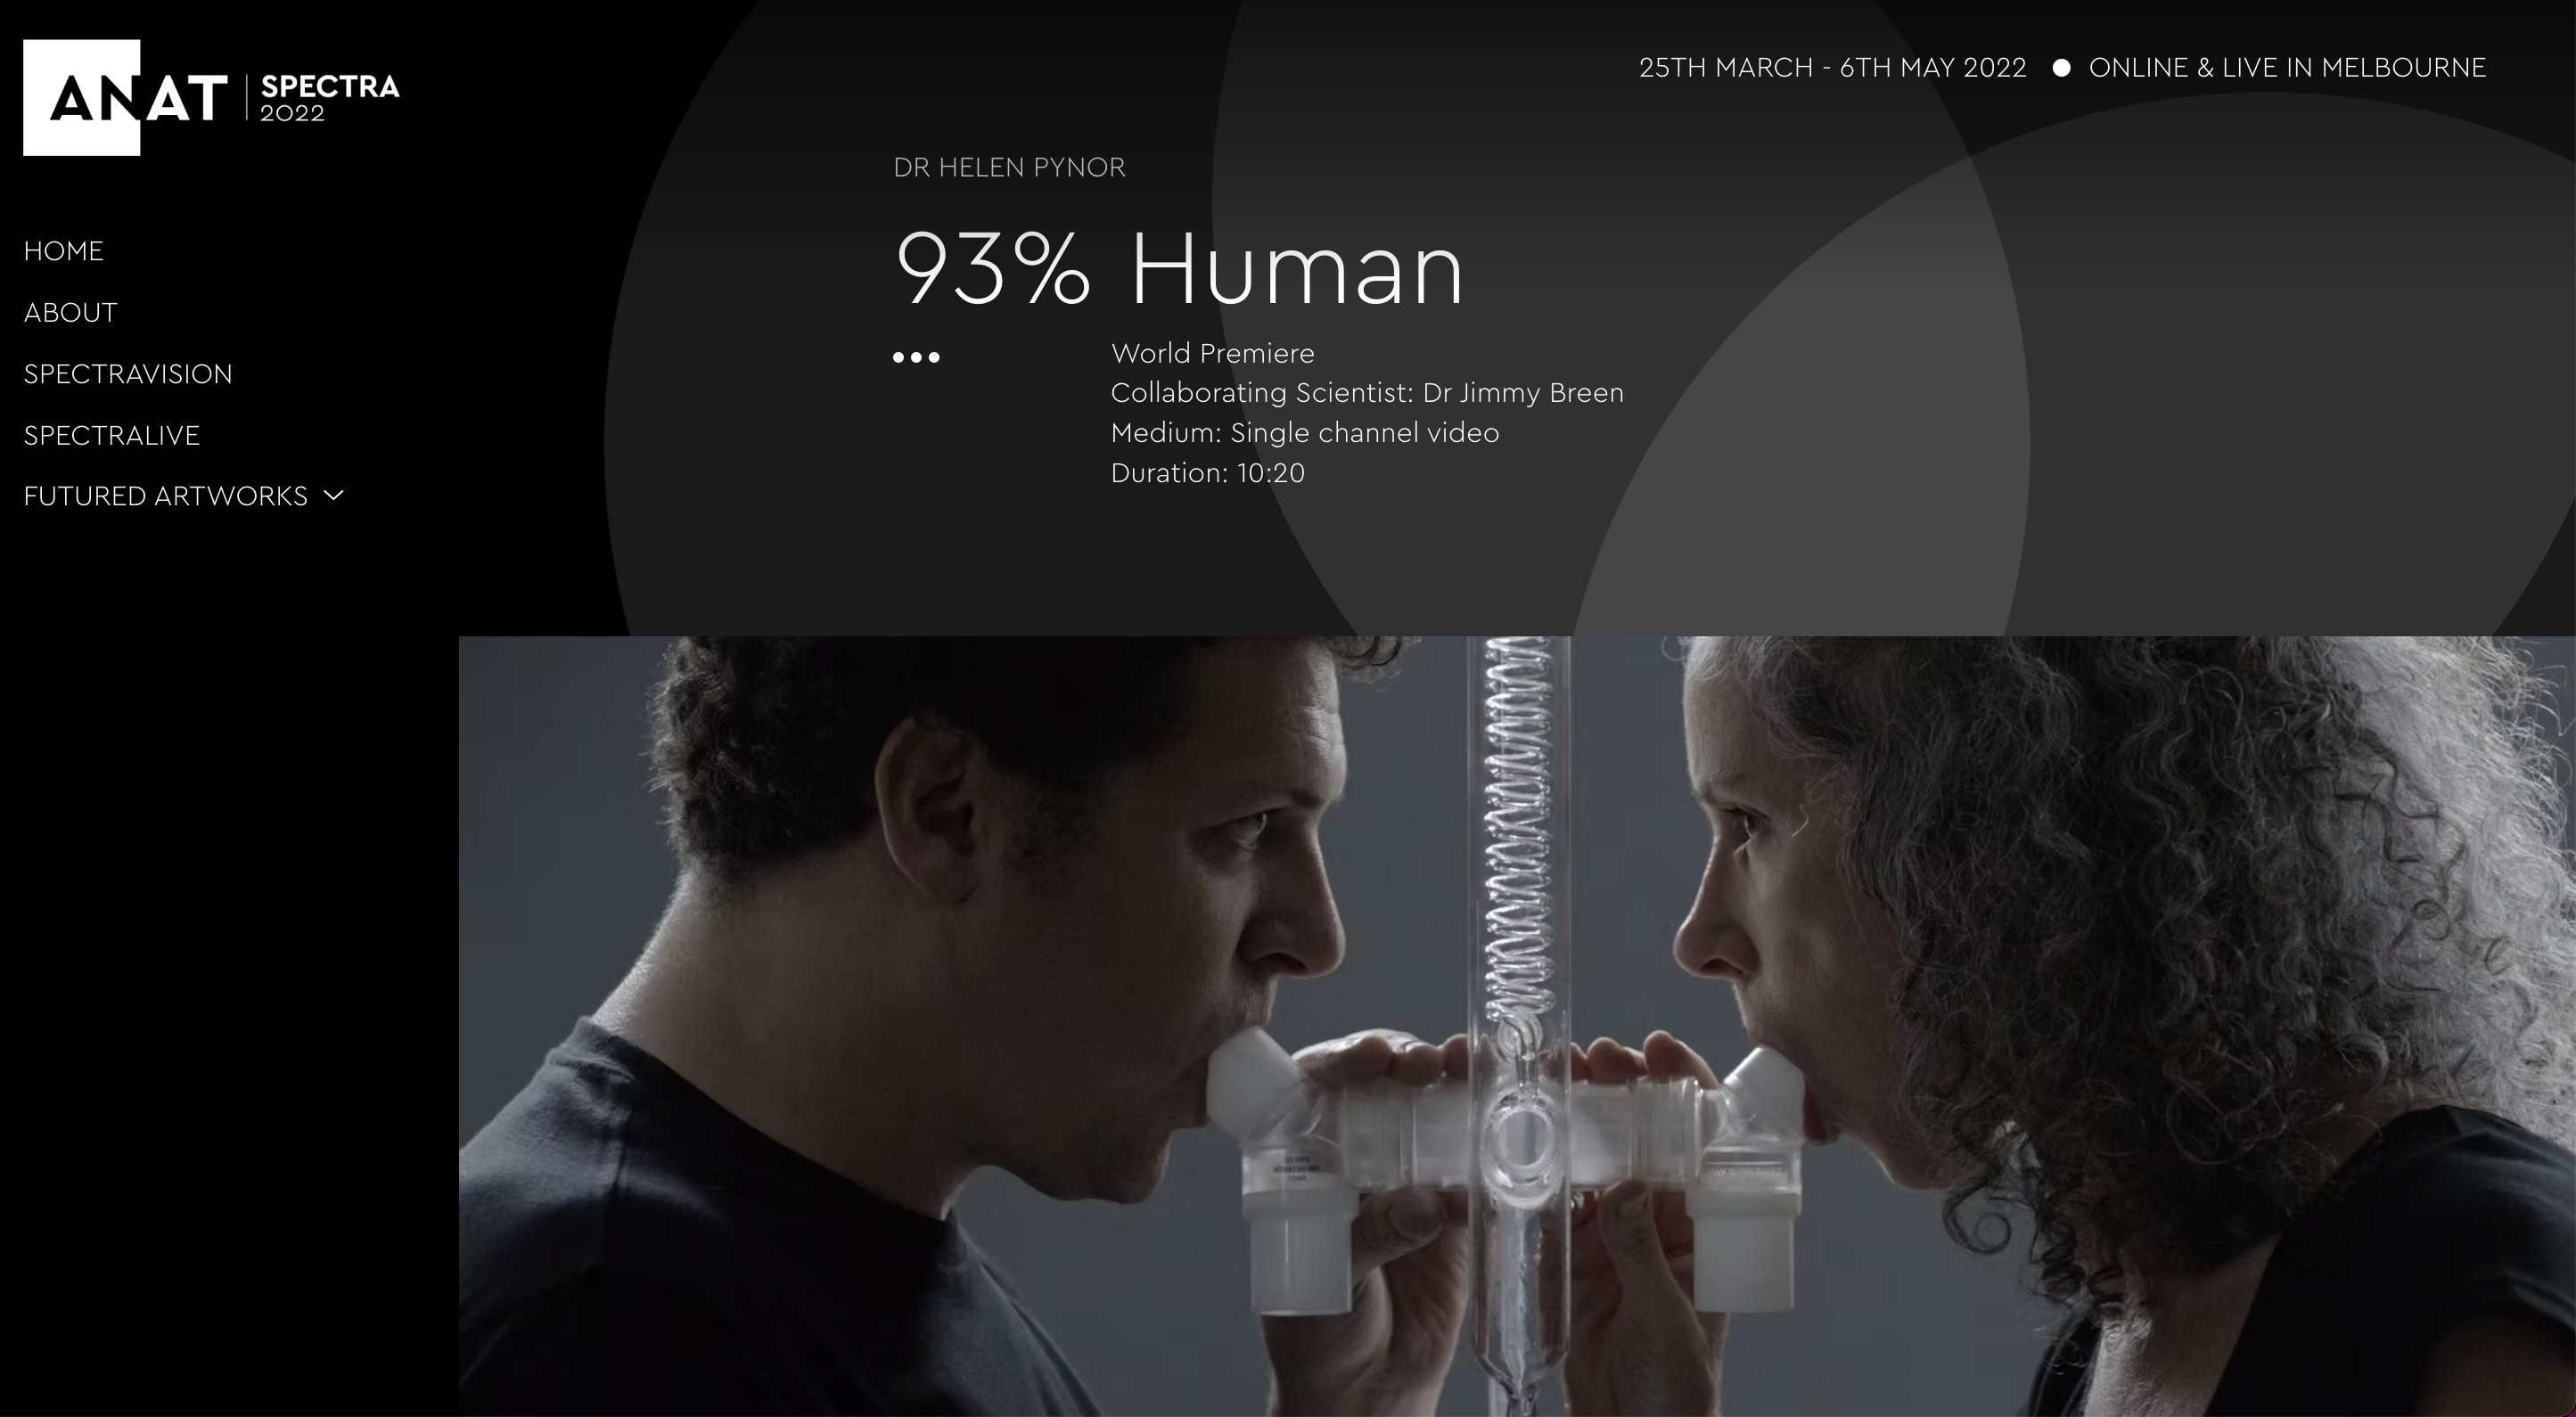 ANAT
SPECTRA
2022
25TH MARCH - 6TH MAY 2022 ● ONLINE & LIVE IN MELBOURNE
HOME
ABOUT
SPECTRAVISION
SPECTRALIVE
FUTURED ARTWORKS
DR HELEN PYNOR
93% Human
World Premiere
Collaborating Scientist: Dr Jimmy Breen
Medium: Single channel video
Duration: 10:20